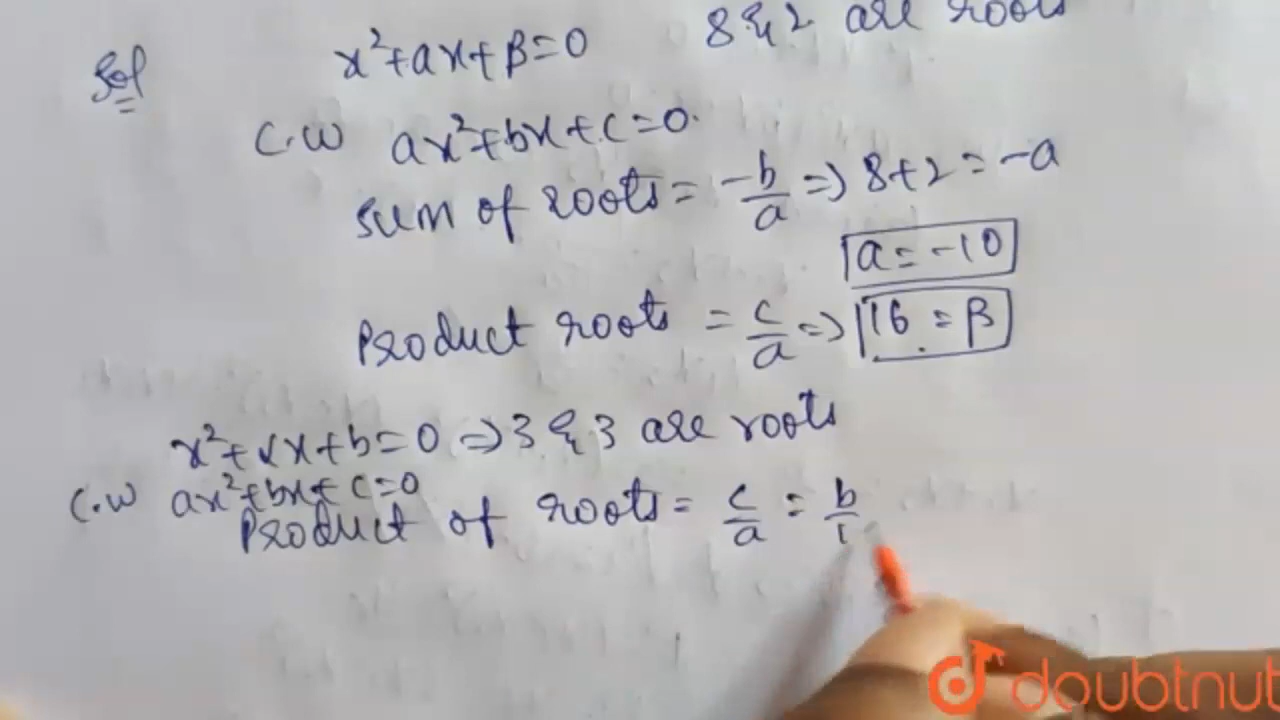 Sol x²+ax+β=0 8 & 2 are roots
C.W ax²+bx+c=0.
Sum of roots = -b/a => 8+2 = -a
a = -10
Product roots = c/a => 16 = β
x²+αx+b=0 => 3 & 3 are roots
C.W ax²+bx+c=0
Product of roots = c/a = b/1
doubtnut